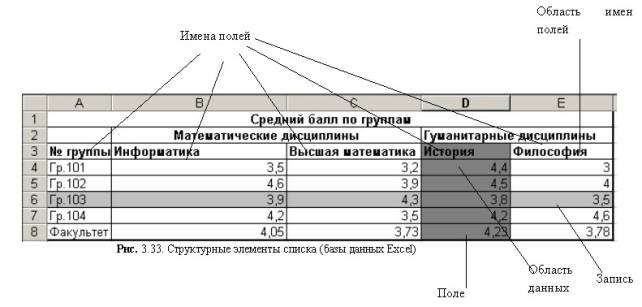 Область имен
полей
Имена полей
A B C D E
1 Средний балл по группам
2 Математические дисциплины Гуманитарные дисциплины
3 № группы Информатика Высшая математика История Философия
4 Гр.101 3,5 3,2 4,4 3
5 Гр.102 4,6 3,9 4,5 4
6 Гр.103 3,9 4,3 3,8 3,5
7 Гр.104 4,2 3,5 4,2 4,6
8 Факультет 4,05 3,73 4,23 3,78
Рис. 3.33. Структурные элементы списка (базы данных Excel)
Поле
Область
данных
Запись